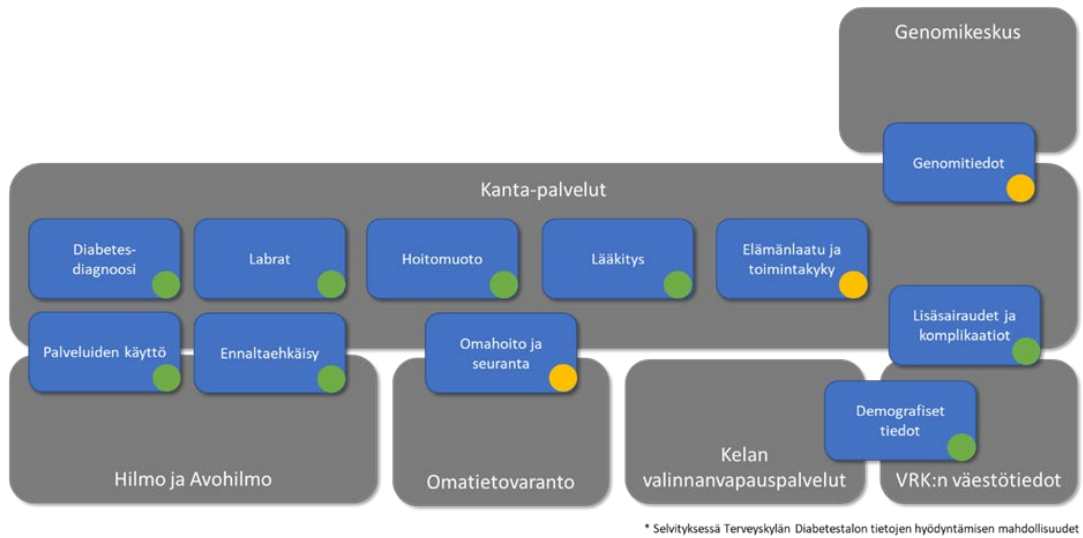 Genomikeskus
Genomitiedot
Kanta-palvelut
Diabetes-
diagnoosi
Labrat
Hoitomuoto
Lääkitys
Elämänlaatu ja
toimintakyky
Palveluiden käyttö
Ennaltaehkäisy
Omahoito ja
seuranta
Lisäsairaudet ja
komplikaatiot
Demografiset
tiedot
Hilmo ja Avohilmo
Omatietovaranto
Kelan
valinnanvapauspalvelut
VRK:n väestötiedot
* Selvityksessä Terveyskylän Diabetestalon tietojen hyödyntämisen mahdollisuudet